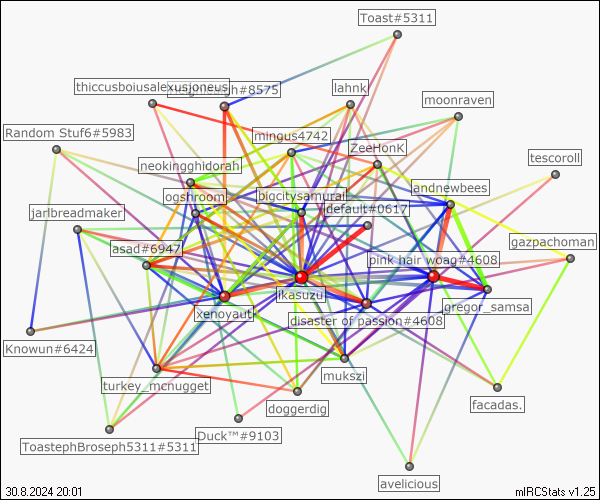 Toast#5311
thiccusboiusalexusjoneus
#8575
lahnk
moonraven
Random Stuf6#5983
mingus4742
ZeeHonK
tescoroll
neokingghidorah
ogshroom
bigcitysamurai
landnewbees
default#0617
jarlbreadmaker
asad#6947
gazpachoman
pink hair woag#4608
ikasuzu
gregor_samsa
xenoyaut
disaster of passion#4608
Knowun#6424
mukszi
turkey_mcnugget
doggerdig
facadas.
Duck™#9103
ToastephBroseph5311#5311
avelicious
30.8.2024 20:01
mIRCStats v1.25